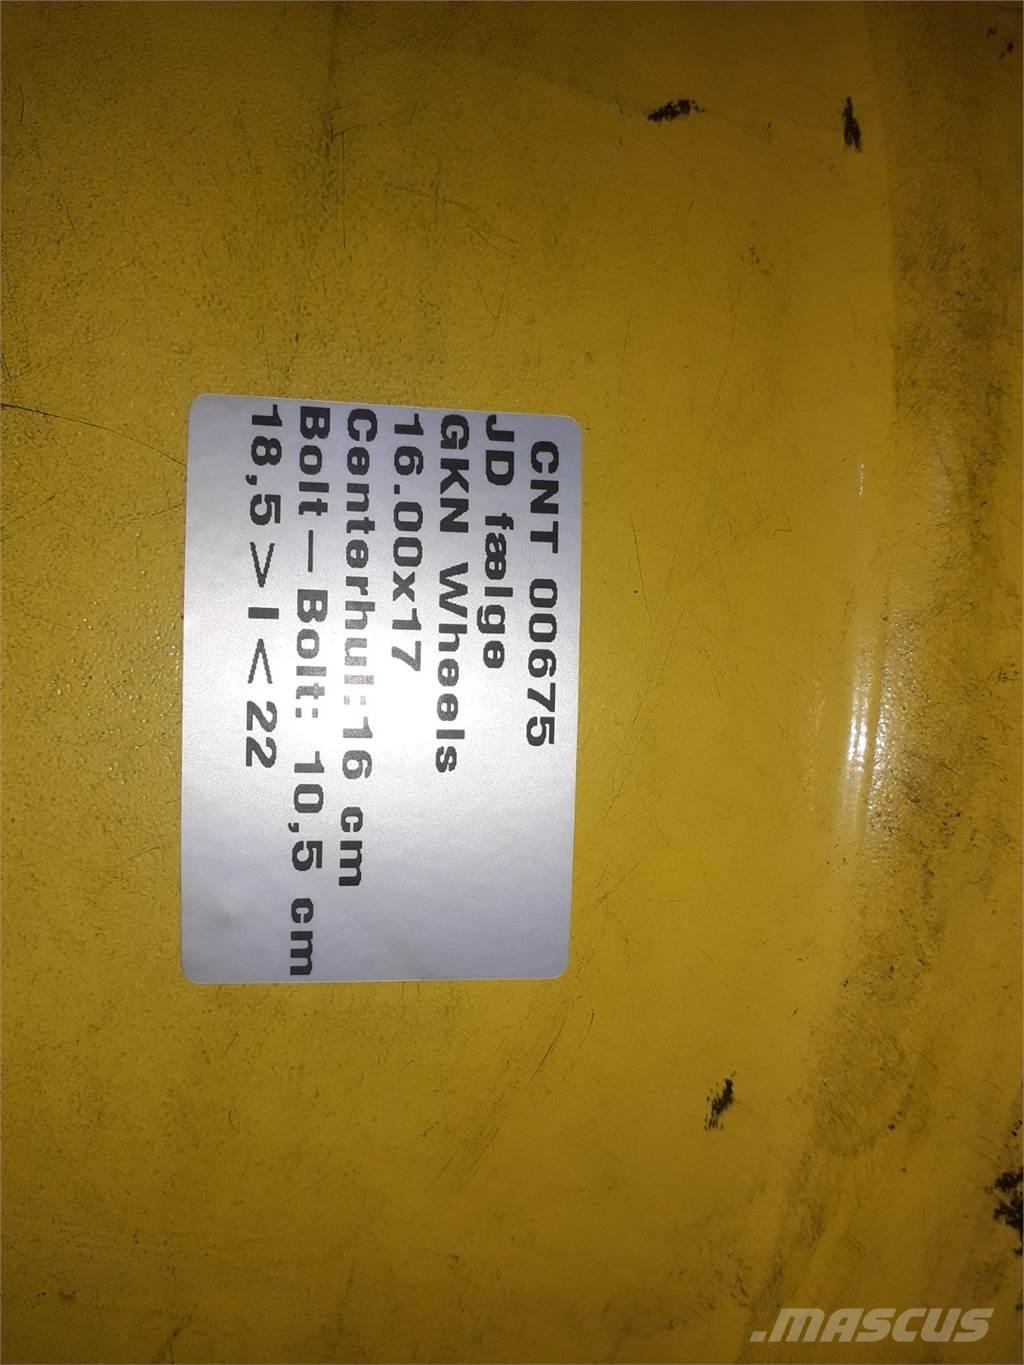 CNT 00675
JD fælge
GKN Wheels
16.00x17
Centerhul:16 cm
Bolt–Bolt: 10,5 cm
18,5 > | < 22
.MASCUS